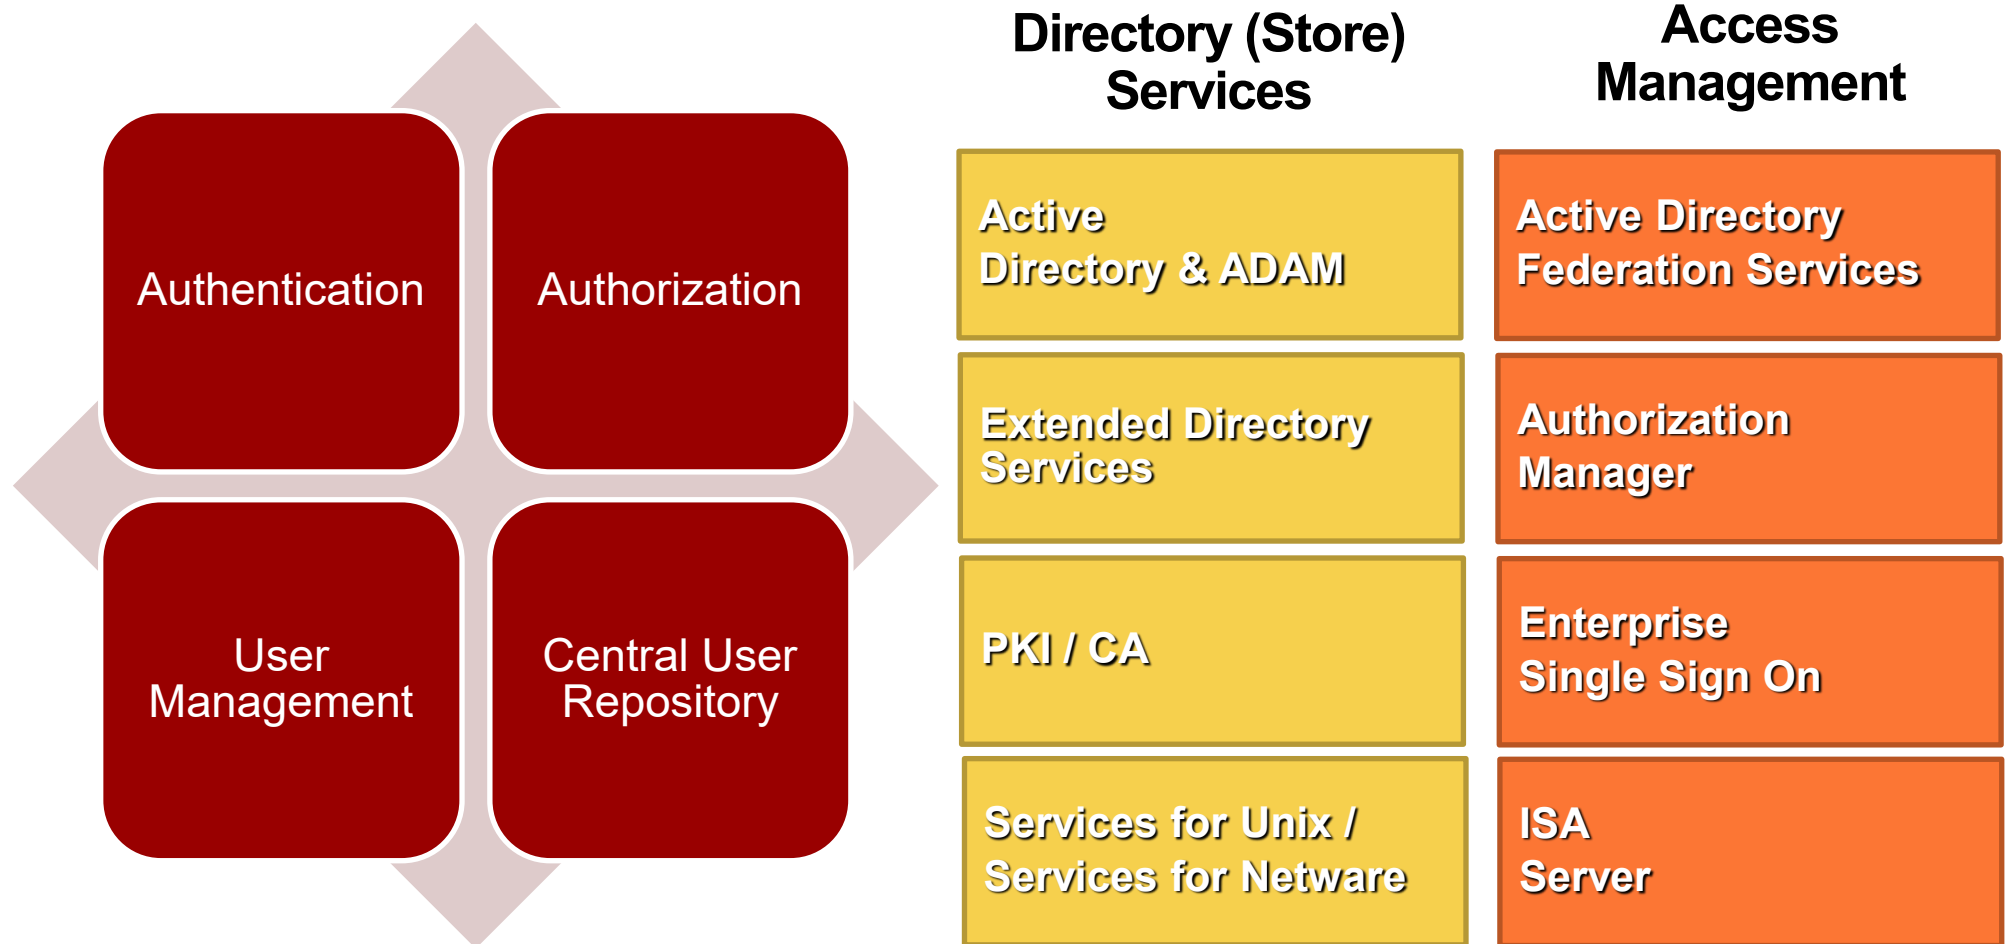 Authentication
Authorization
User
Management
Central User
Repository
Directory (Store)
Services
Active
Directory & ADAM
Extended Directory
Services
PKI / CA
Services for Unix /
Services for Netware
Access
Management
Active Directory
Federation Services
Authorization
Manager
Enterprise
Single Sign On
ISA
Server